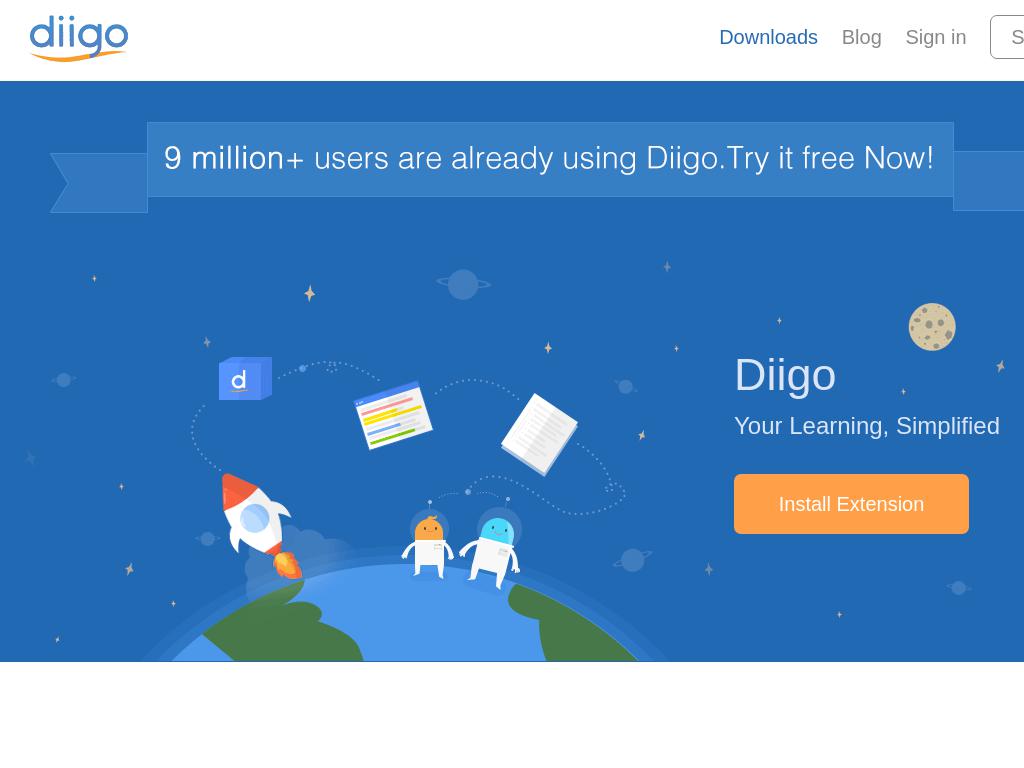 diigo
Downloads Blog Sign in S
9 million+ users are already using Diigo.Try it free Now!
d
Diigo
Your Learning, Simplified
Install Extension